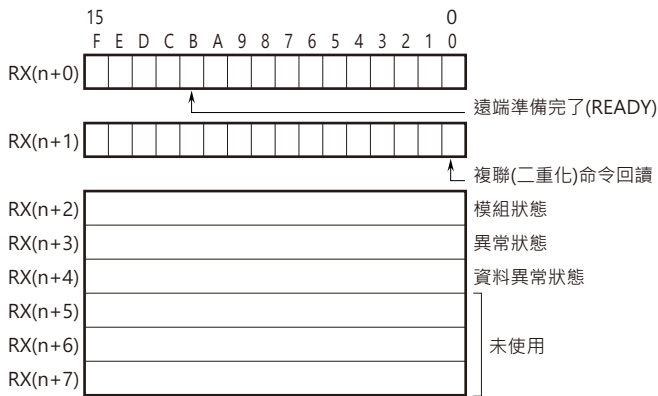 15 0
F E D C B A 9 8 7 6 5 4 3 2 1 0
RX(n+0)
遠端準備完了(READY)
RX(n+1)
複聯(二重化)命令回讀
RX(n+2) 模組狀態
RX(n+3) 異常狀態
RX(n+4) 資料異常狀態
RX(n+5)
RX(n+6) 未使用
RX(n+7)